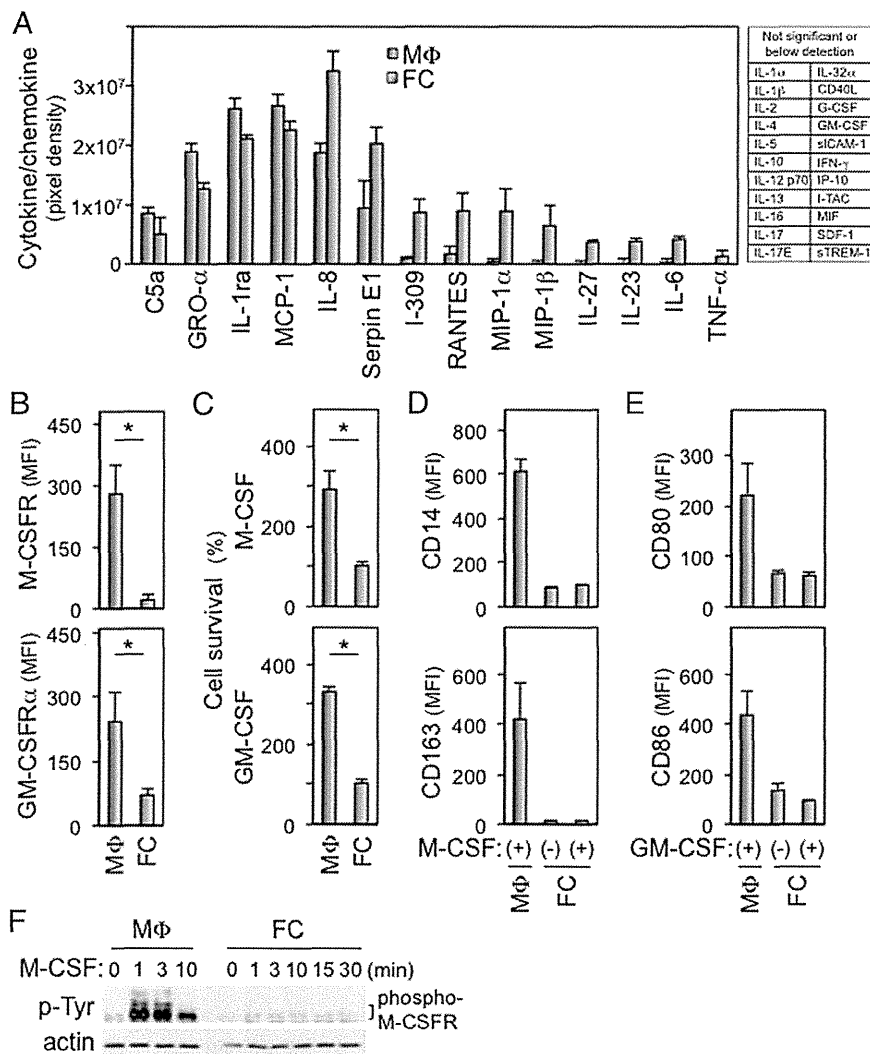 A
Cytokine/chemokine
(pixel density)
3x10⁷
2x10⁷
1x10⁷
0
MΦ
FC
C5a
GRO-α
IL-1ra
MCP-1
IL-8
Serpin E1
I-309
RANTES
MIP-1α
MIP-1β
IL-27
IL-23
IL-6
TNF-α
Not significant or
below detection
IL-1α IL-32α
IL-1β CD40L
IL-2 G-CSF
IL-4 GM-CSF
IL-5 sICAM-1
IL-10 IFN-γ
IL-12 p70 IP-10
IL-13 I-TAC
IL-16 MIF
IL-17 SDF-1
IL-17E sTREM-1
B
M-CSFR (MFI)
450
300
150
0
*
GM-CSFRα (MFI)
450
300
150
0
*
MΦ
FC
C
Cell survival (%)
M-CSF
400
200
0
*
GM-CSF
400
200
0
*
MΦ
FC
D
CD14 (MFI)
800
600
400
200
0
CD163 (MFI)
600
400
200
0
M-CSF: (+) (-) (+)
MΦ
FC
E
CD80 (MFI)
300
200
100
0
CD86 (MFI)
600
400
200
0
GM-CSF: (+) (-) (+)
MΦ
FC
F
MΦ FC
M-CSF: 0 1 3 10 0 1 3 10 15 30 (min)
p-Tyr
phospho-
M-CSFR
actin